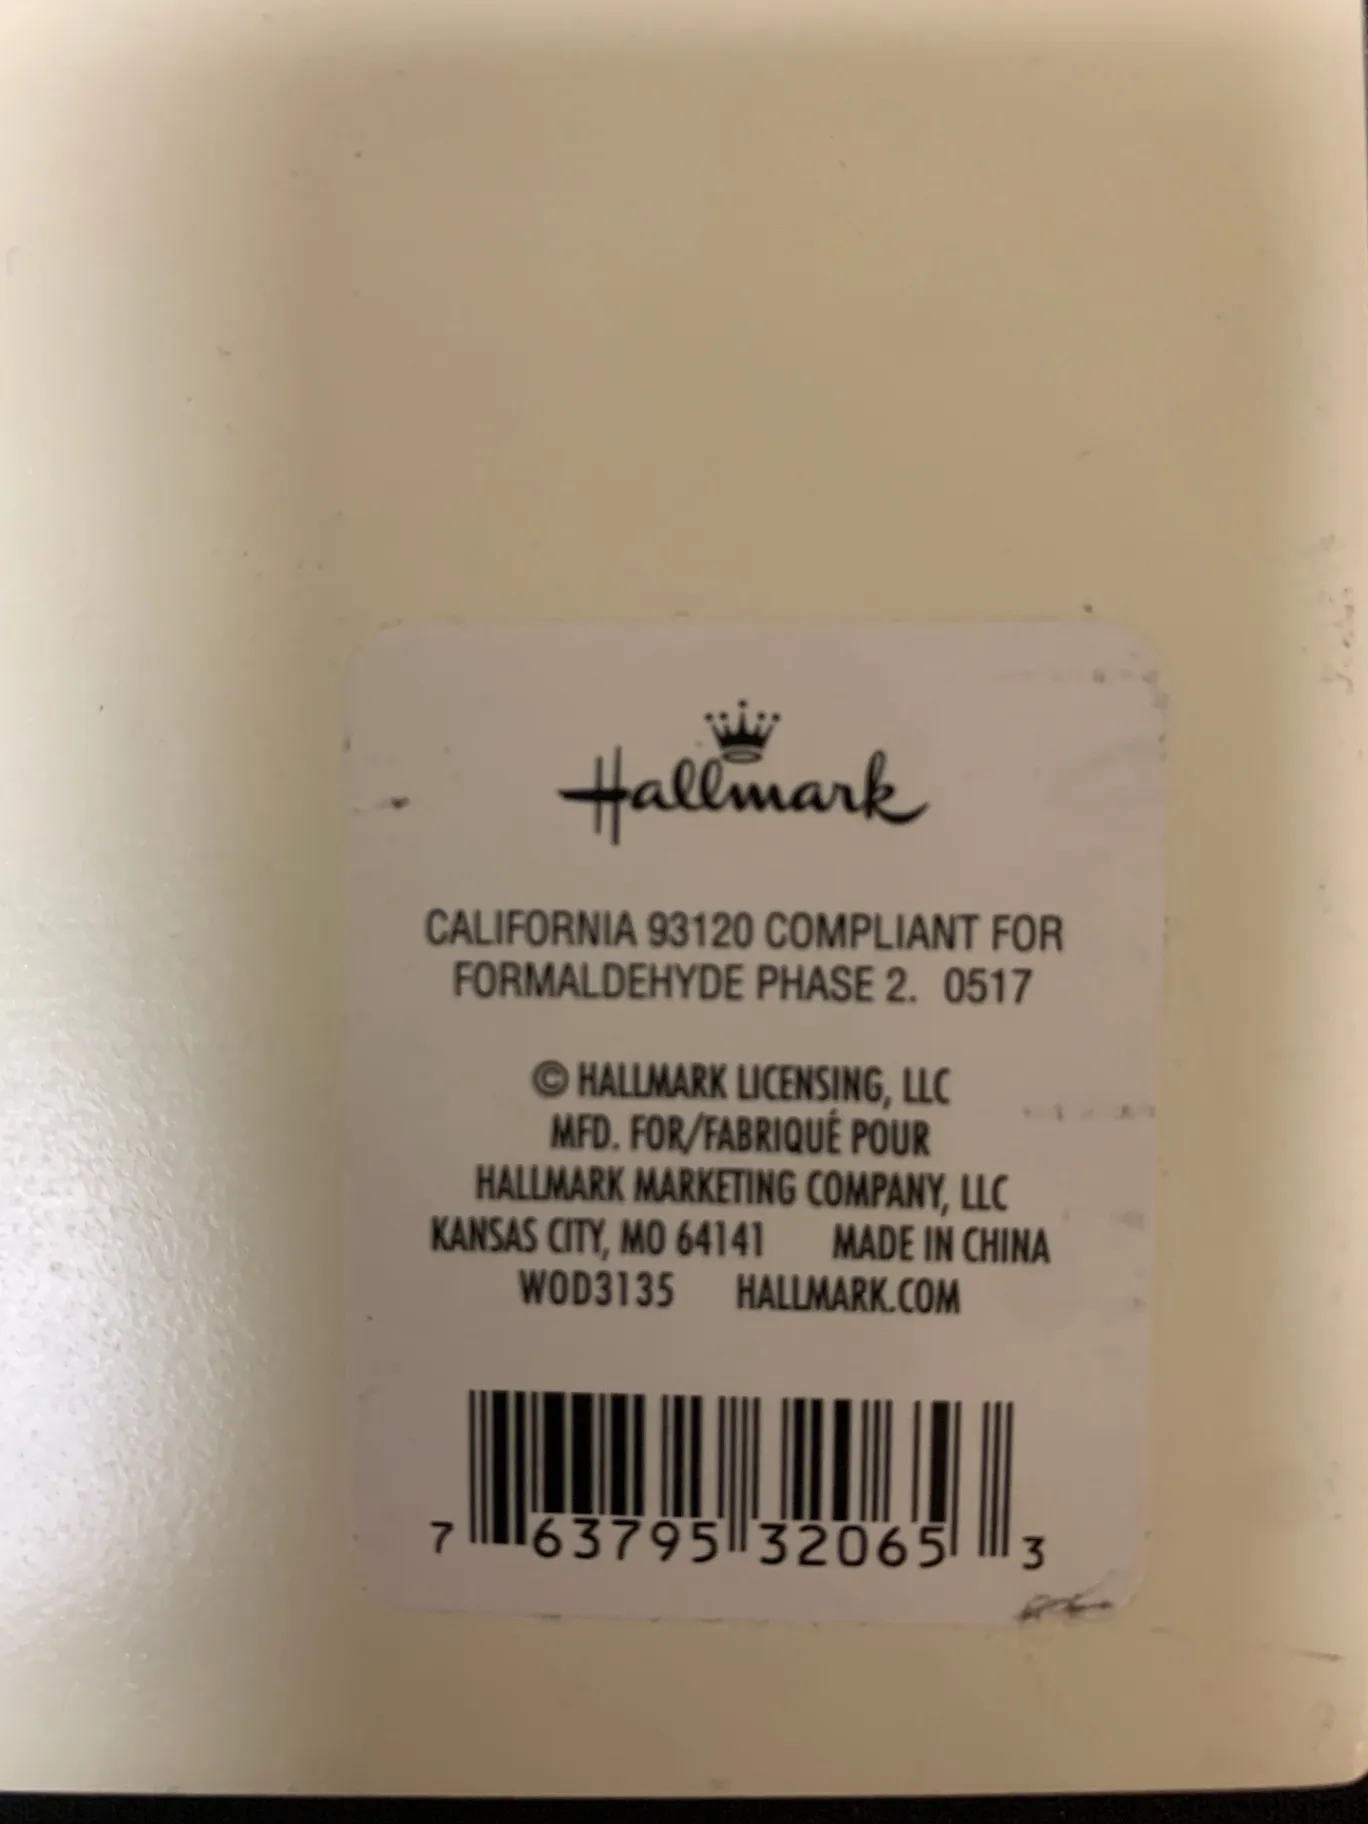 Hallmark
CALIFORNIA 93120 COMPLIANT FOR
FORMALDEHYDE PHASE 2. 0517
© HALLMARK LICENSING, LLC
MFD. FOR/FABRIQUÉ POUR
HALLMARK MARKETING COMPANY, LLC
KANSAS CITY, MO 64141 MADE IN CHINA
WOD3135 HALLMARK.COM
7 63795 32065 3